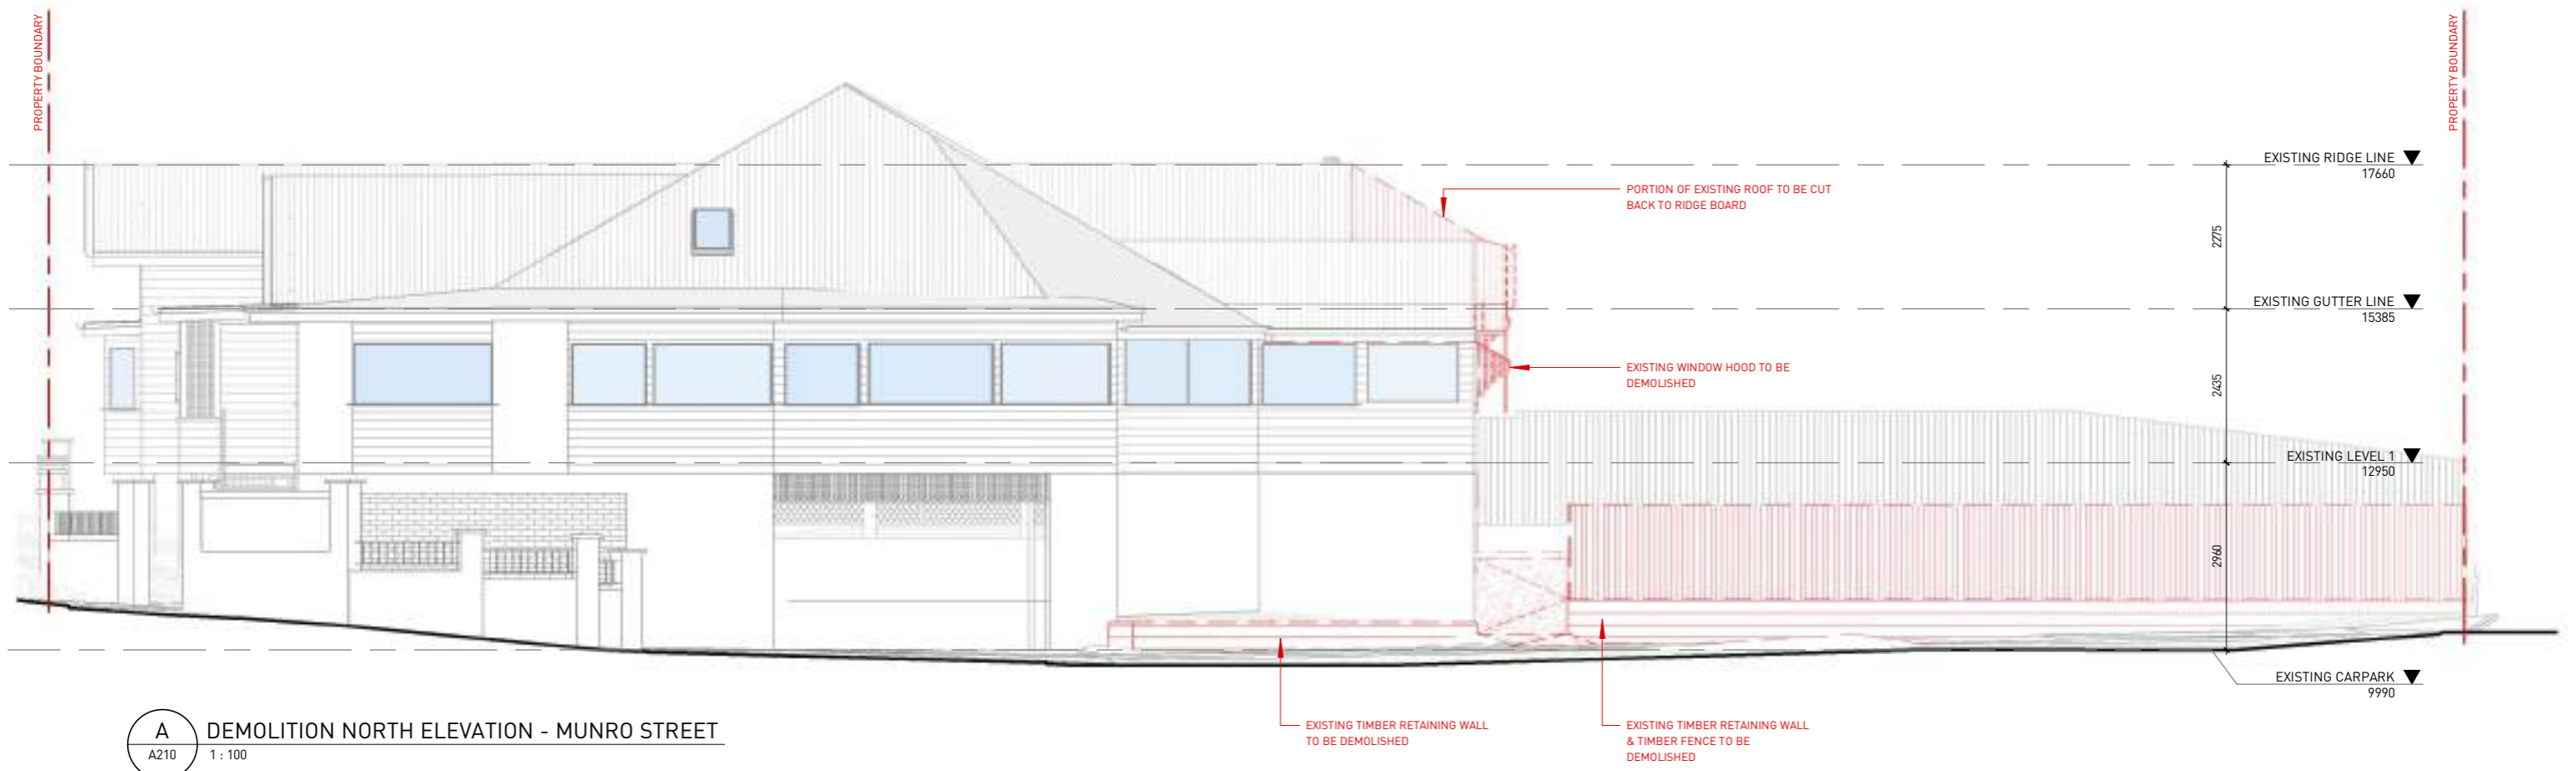 PROPERTY BOUNDARY
PROPERTY BOUNDARY
EXISTING RIDGE LINE
17660
PORTION OF EXISTING ROOF TO BE CUT
BACK TO RIDGE BOARD
2275
EXISTING GUTTER LINE
15385
EXISTING WINDOW HOOD TO BE
DEMOLISHED
2435
EXISTING LEVEL 1
12950
2960
EXISTING CARPARK
9990
EXISTING TIMBER RETAINING WALL
TO BE DEMOLISHED
EXISTING TIMBER RETAINING WALL
& TIMBER FENCE TO BE
DEMOLISHED
A
A210
DEMOLITION NORTH ELEVATION - MUNRO STREET
1 : 100